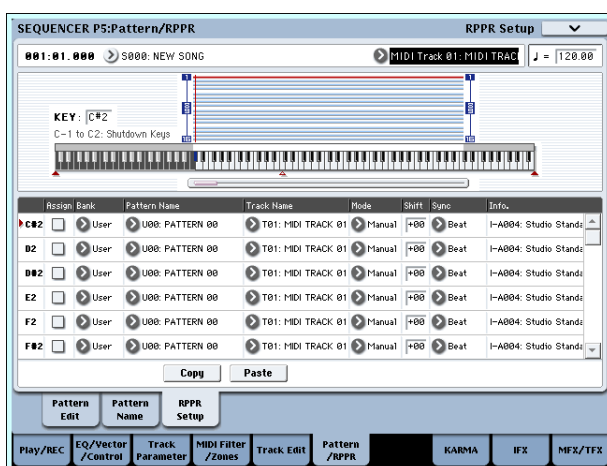 SEQUENCER P5:Pattern/RPPR RPPR Setup
001:01.000 S000: NEW SONG MIDI Track 01: MIDI TRAC ♩ = 120.00
KEY: C#2
C-1 to C2: Shutdown Keys
Assign Bank Pattern Name Track Name Mode Shift Sync Info.
C#2 User U00: PATTERN 00 T01: MIDI TRACK 01 Manual +00 Beat I-A004: Studio Standa
D2 User U00: PATTERN 00 T01: MIDI TRACK 01 Manual +00 Beat I-A004: Studio Standa
D#2 User U00: PATTERN 00 T01: MIDI TRACK 01 Manual +00 Beat I-A004: Studio Standa
E2 User U00: PATTERN 00 T01: MIDI TRACK 01 Manual +00 Beat I-A004: Studio Standa
F2 User U00: PATTERN 00 T01: MIDI TRACK 01 Manual +00 Beat I-A004: Studio Standa
F#2 User U00: PATTERN 00 T01: MIDI TRACK 01 Manual +00 Beat I-A004: Studio Standa
Copy Paste
Pattern Edit Pattern Name RPPR Setup
Play/REC EQ/Vector /Control Track Parameter MIDI Filter /Zones Track Edit Pattern /RPPR KARMA IFX MFX/TFX